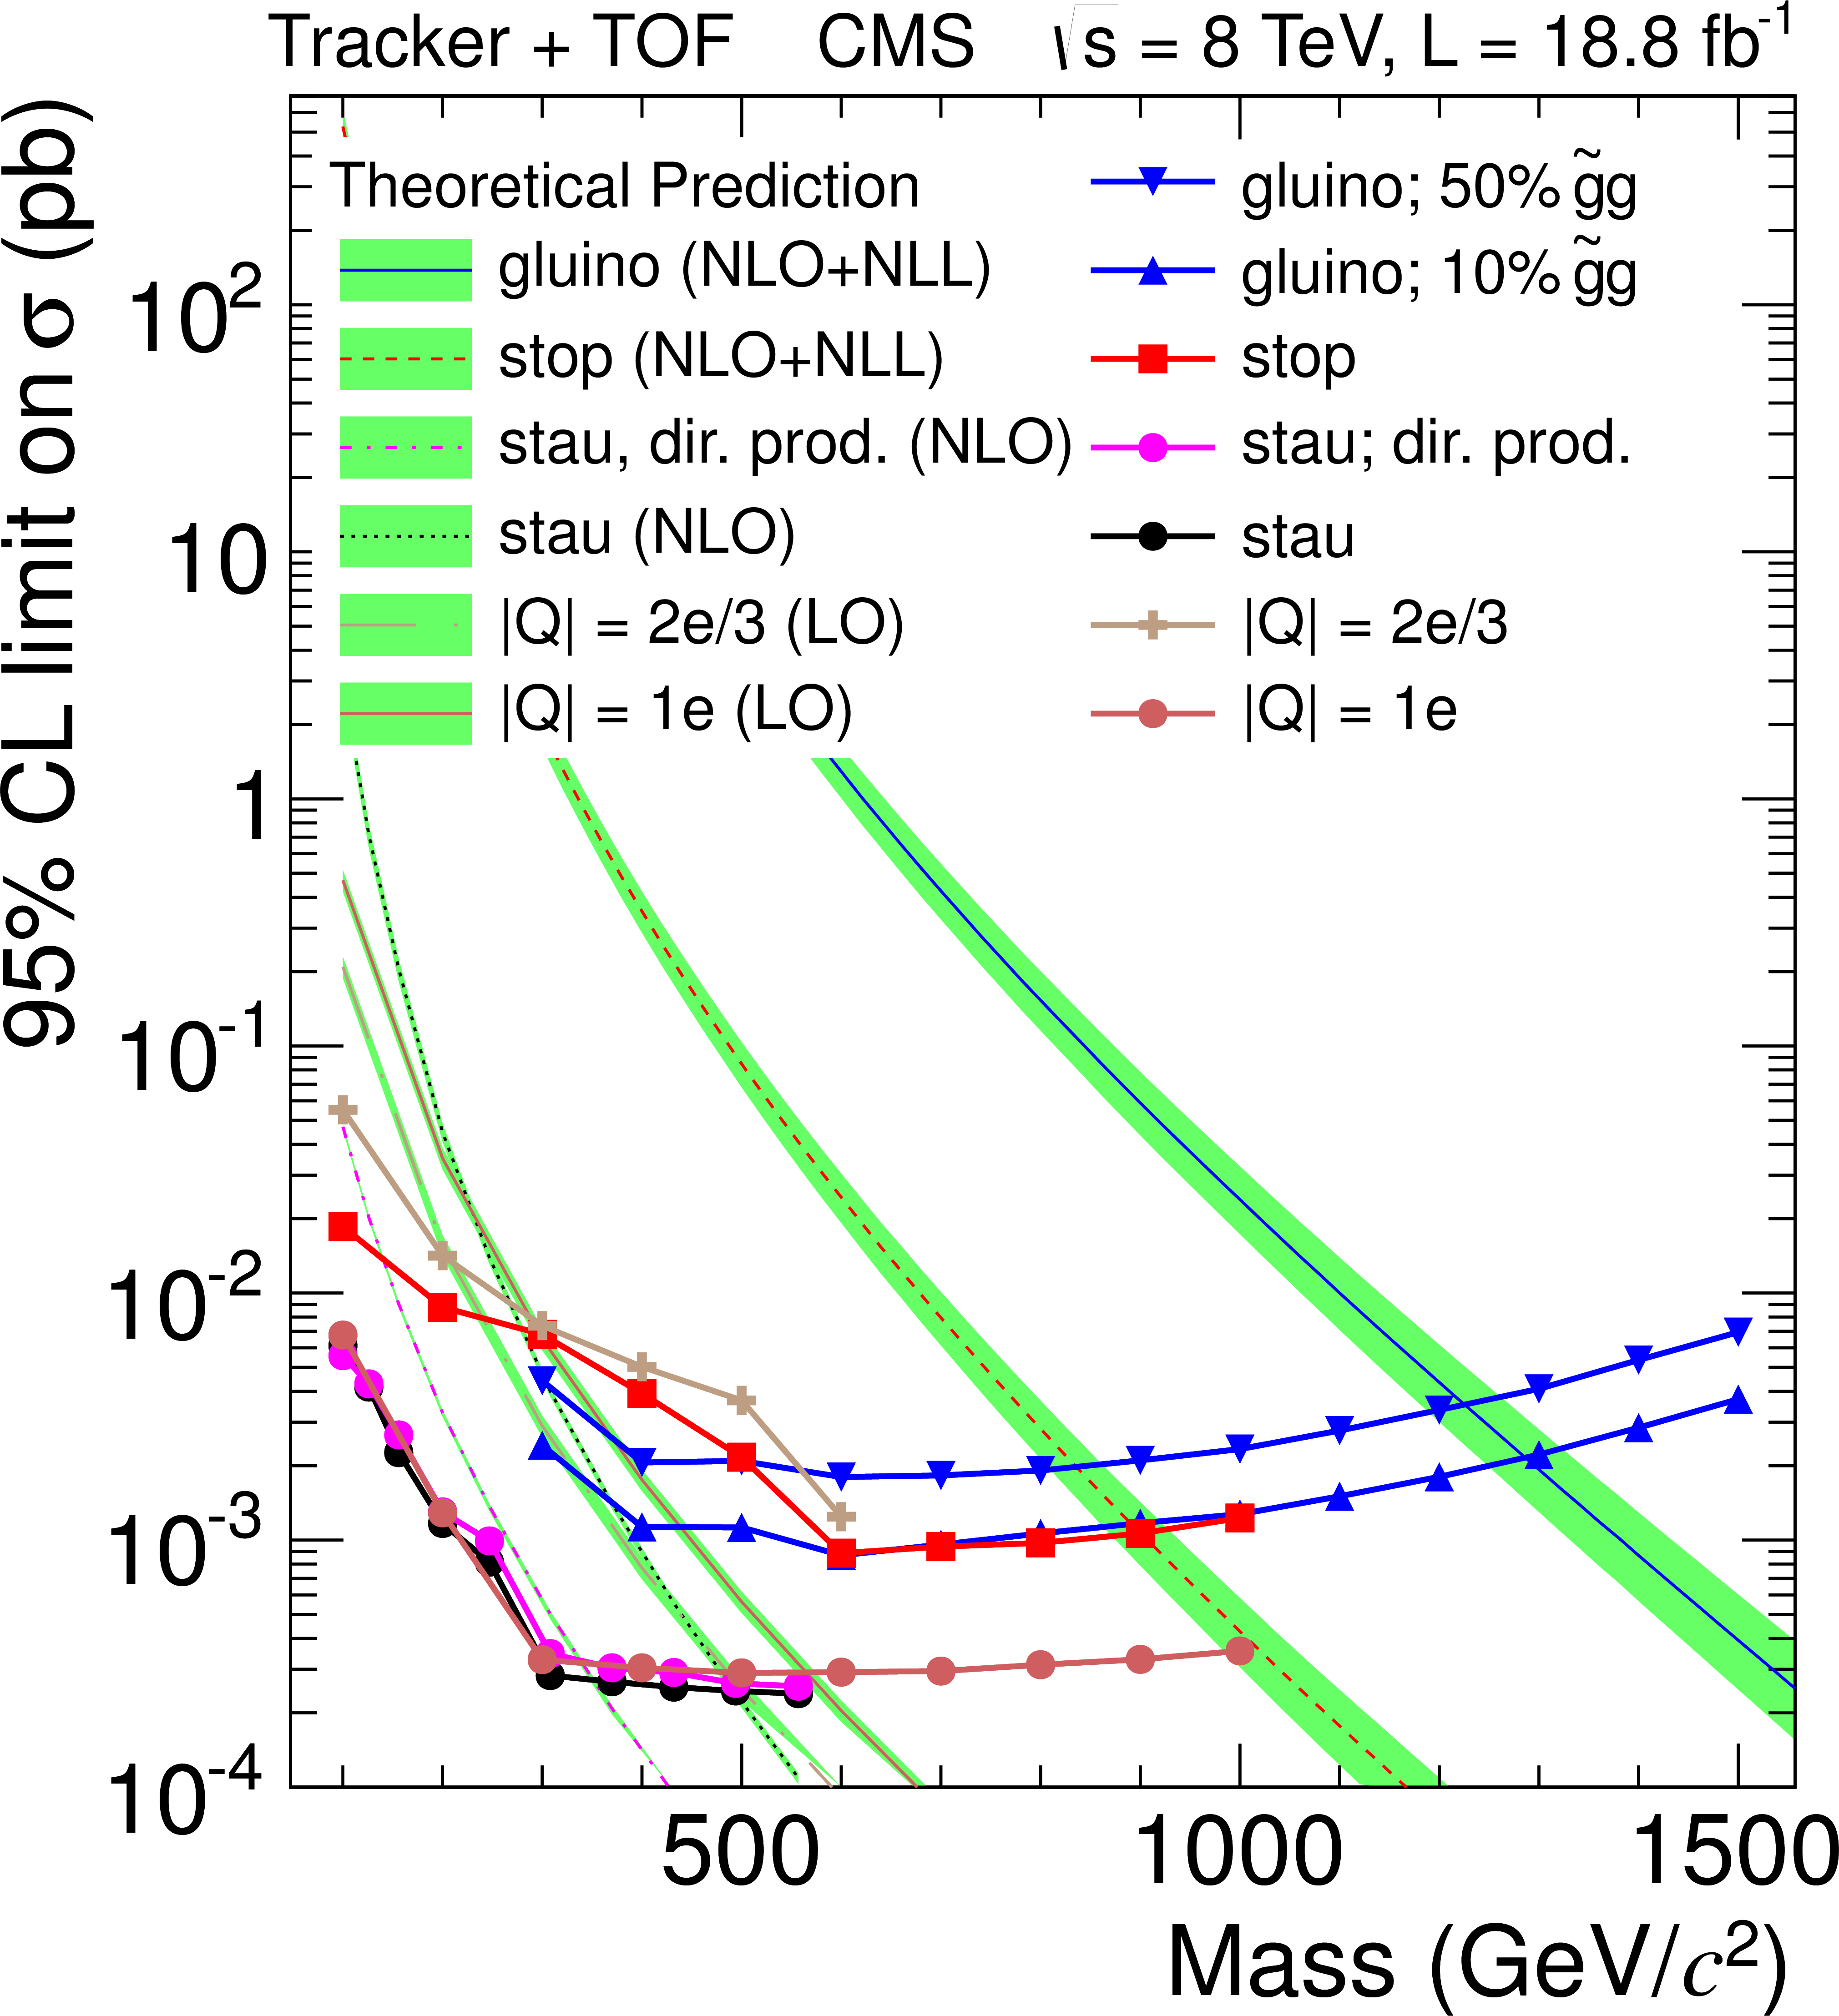 Tracker + TOF CMS √s = 8 TeV, L = 18.8 fb⁻¹
95% CL limit on σ (pb)
Theoretical Prediction
gluino (NLO+NLL)
stop (NLO+NLL)
stau, dir. prod. (NLO)
stau (NLO)
|Q| = 2e/3 (LO)
|Q| = 1e (LO)
gluino; 50% g̃g
gluino; 10% g̃g
stop
stau; dir. prod.
stau
|Q| = 2e/3
|Q| = 1e
10²
10
1
10⁻¹
10⁻²
10⁻³
10⁻⁴
500 1000 1500
Mass (GeV/c²)